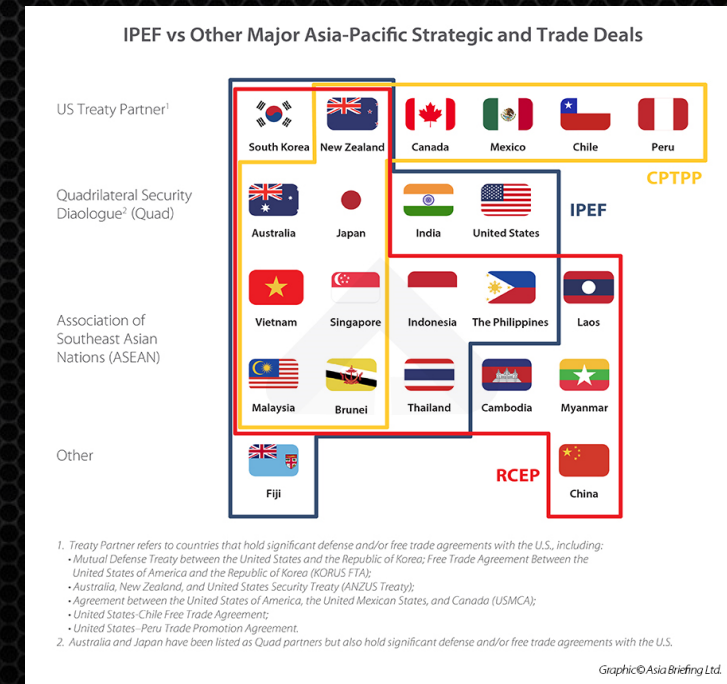 IPEF vs Other Major Asia-Pacific Strategic and Trade Deals
US Treaty Partner¹
South Korea New Zealand Canada Mexico Chile Peru
CPTPP
Quadrilateral Security
Diaologue² (Quad)
IPEF
Australia Japan India United States
Association of
Southeast Asian
Nations (ASEAN)
Vietnam Singapore Indonesia The Philippines Laos
Malaysia Brunei Thailand Cambodia Myanmar
Other
RCEP
Fiji China
1. Treaty Partner refers to countries that hold significant defense and/or free trade agreements with the U.S., including:
• Mutual Defense Treaty between the United States and the Republic of Korea; Free Trade Agreement Between the
United States of America and the Republic of Korea (KORUS FTA);
• Australia, New Zealand, and United States Security Treaty (ANZUS Treaty);
• Agreement between the United States of America, the United Mexican States, and Canada (USMCA);
• United States-Chile Free Trade Agreement;
• United States–Peru Trade Promotion Agreement.
2. Australia and Japan have been listed as Quad partners but also hold significant defense and/or free trade agreements with the U.S.
Graphic© Asia Briefing Ltd.